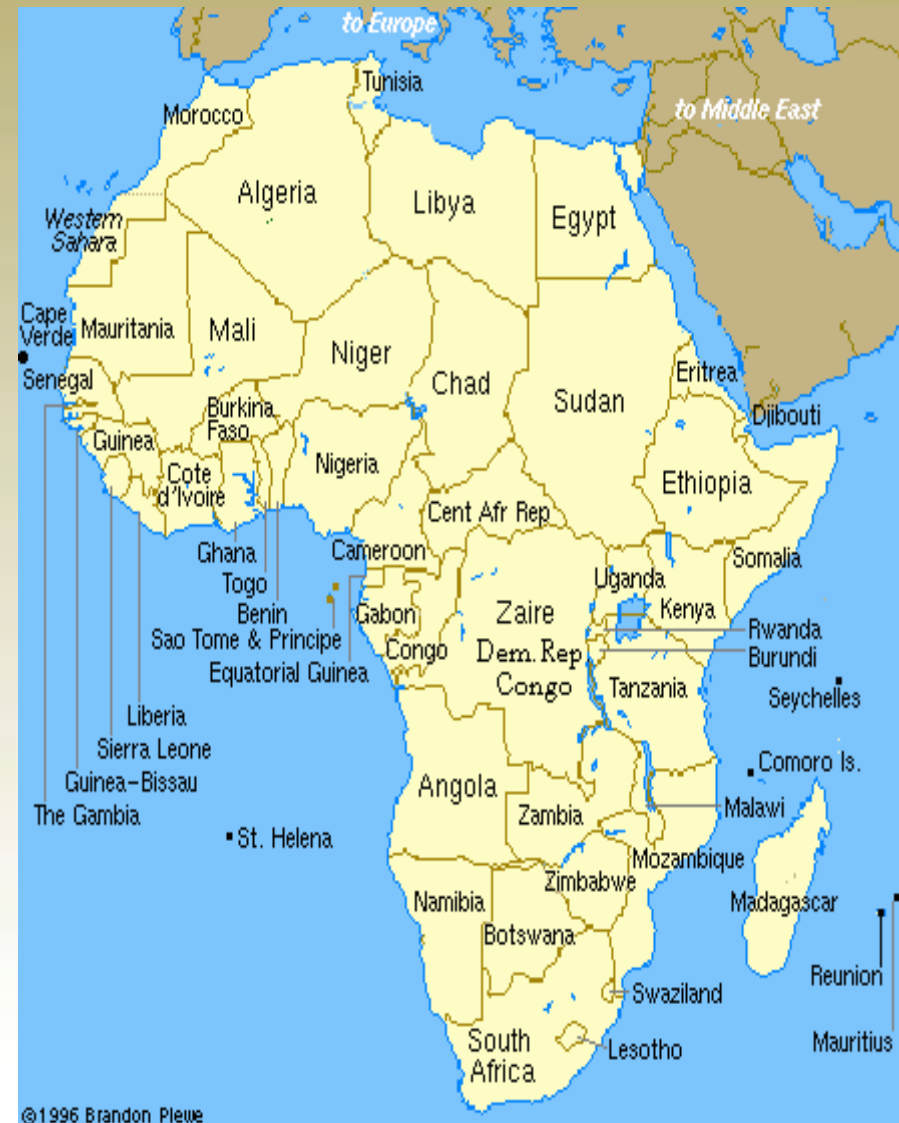 to Europe
Tunisia
to Middle East
Morocco
Algeria
Libya
Egypt
Western
Sahara
Cape
Verde
Mauritania
Mali
Niger
Chad
Sudan
Eritrea
Senegal
Djibouti
Burkina
Faso
Guinea
Nigeria
Cote
d'Ivoire
Ethiopia
Cent Afr Rep
Ghana
Cameroon
Somalia
Togo
Uganda
Benin
Gabon
Zaire
Kenya
Sao Tome & Principe
Rwanda
Congo
Dem. Rep
Congo
Burundi
Equatorial Guinea
Tanzania
Seychelles
Liberia
Sierra Leone
Comoro Is.
Guinea-Bissau
Angola
The Gambia
Zambia
Malawi
St. Helena
Mozambique
Zimbabwe
Namibia
Madagascar
Botswana
Reunion
Swaziland
South
Africa
Lesotho
Mauritius
©1996 Brandon Plewe